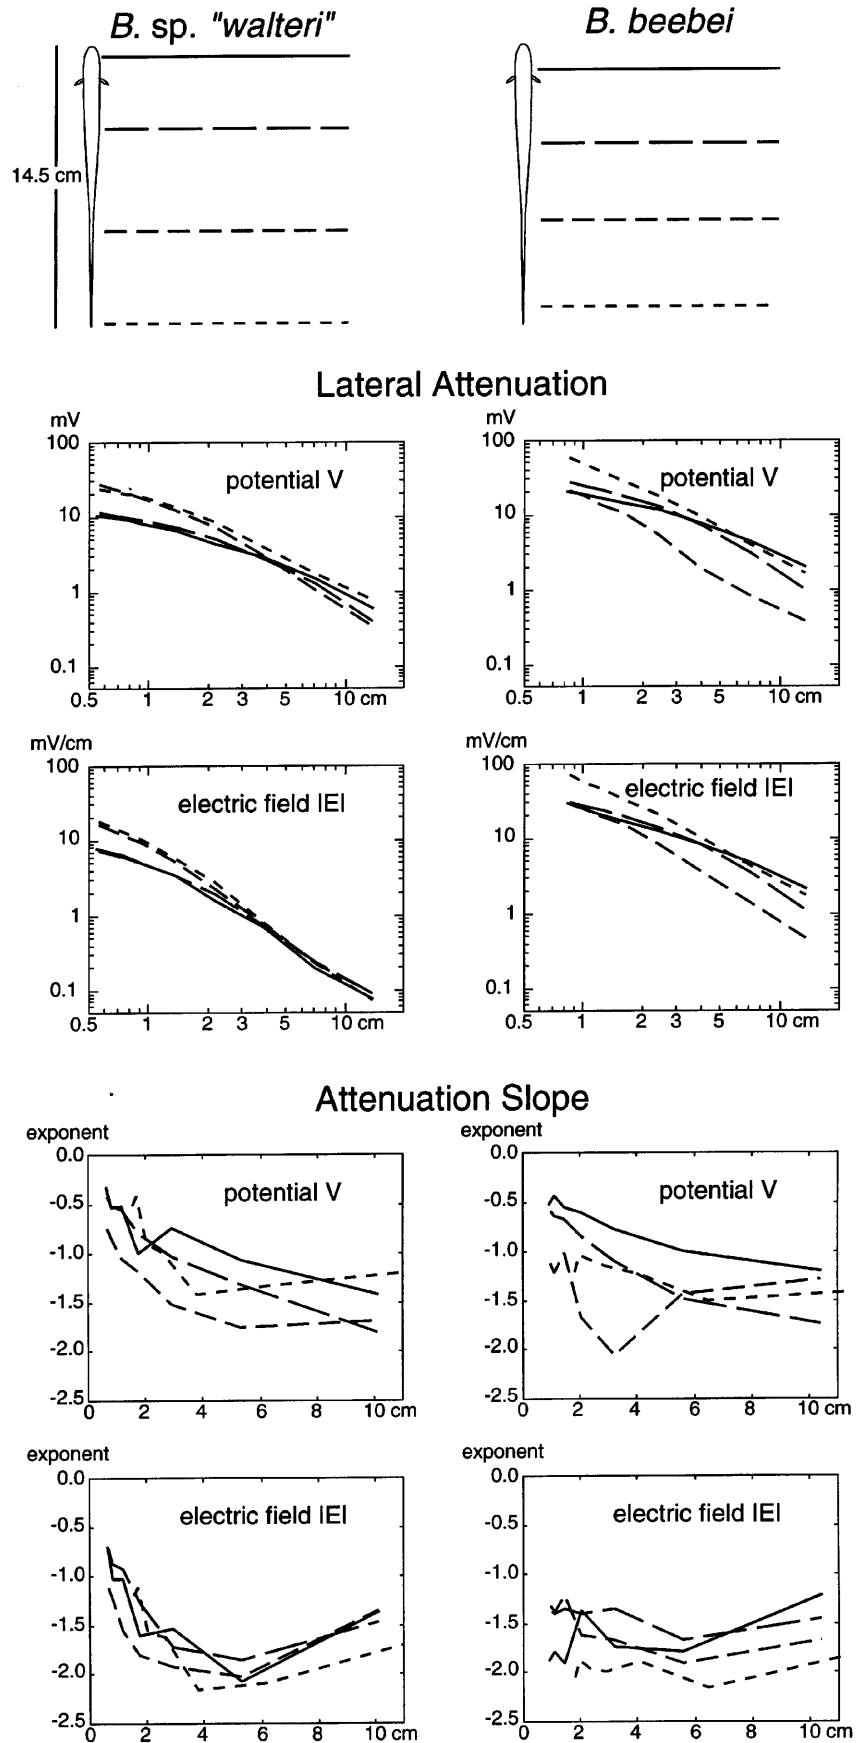 B. sp. "walteri"
B. beebei
14.5 cm
Lateral Attenuation
mV
100
10
1
0.1
potential V
0.5 1 2 3 5 10 cm
mV
100
10
1
0.1
potential V
0.5 1 2 3 5 10 cm
mV/cm
100
10
1
0.1
electric field |E|
0.5 1 2 3 5 10 cm
mV/cm
100
10
1
0.1
electric field |E|
0.5 1 2 3 5 10 cm
Attenuation Slope
exponent
0.0
-0.5
-1.0
-1.5
-2.0
-2.5
potential V
0 2 4 6 8 10 cm
exponent
0.0
-0.5
-1.0
-1.5
-2.0
-2.5
potential V
0 2 4 6 8 10 cm
exponent
0.0
-0.5
-1.0
-1.5
-2.0
-2.5
electric field |E|
0 2 4 6 8 10 cm
exponent
0.0
-0.5
-1.0
-1.5
-2.0
-2.5
electric field |E|
0 2 4 6 8 10 cm